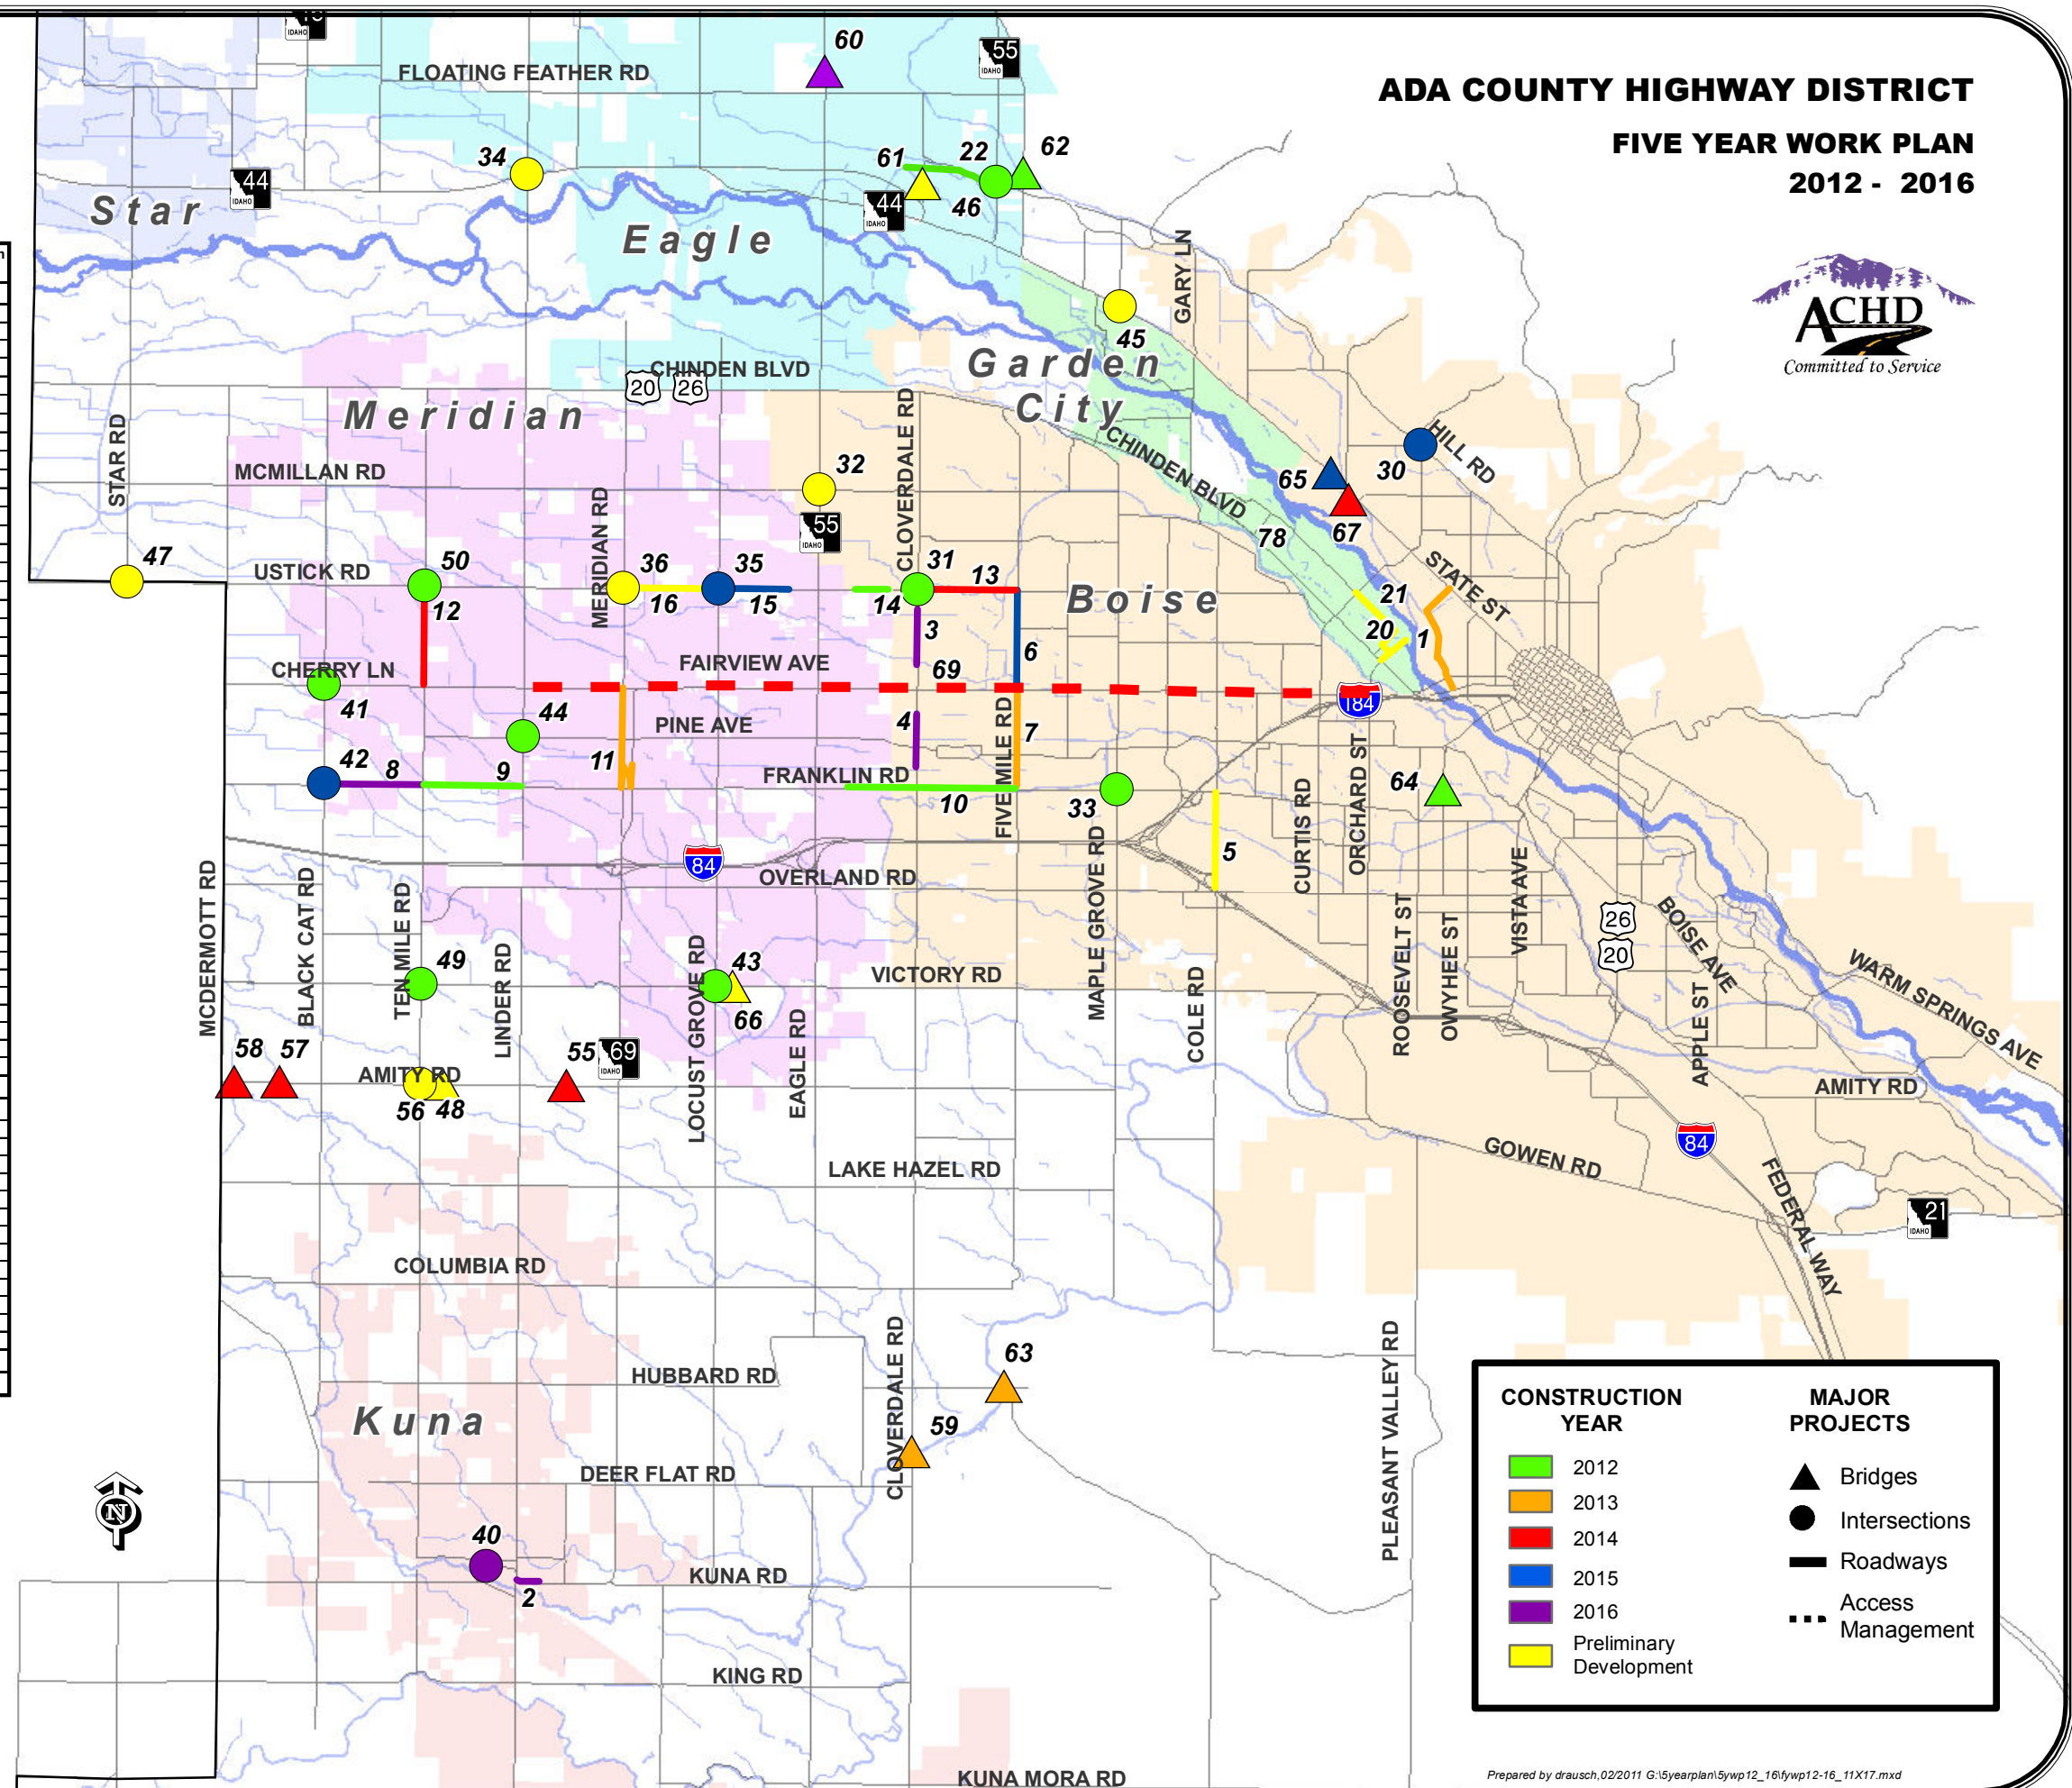 ADA COUNTY HIGHWAY DISTRICT
FIVE YEAR WORK PLAN
2012 - 2016
ACHD
Committed to Service
60
55
IDAHO
IDAHO
FLOATING FEATHER RD
34
61
22
62
44
IDAHO
44
IDAHO
46
Star
Eagle
GARY LN
45
Garden
City
CHINDEN BLVD
20
26
Meridian
STAR RD
CLOVERDALE RD
CHINDEN BLVD
HILL RD
MCMILLAN RD
32
65
30
MERIDIAN RD
55
IDAHO
78
67
47
USTICK RD
50
36
35
31
13
STATE ST
12
16
15
14
Boise
21
3
20
1
6
CHERRY LN
FAIRVIEW AVE
69
41
44
184
PINE AVE
4
7
FIVE MILE RD
42
8
9
11
FRANKLIN RD
10
33
64
CURTIS RD
ORCHARD ST
84
5
OVERLAND RD
MCDERMOTT RD
BLACK CAT RD
TEN MILE RD
LINDER RD
LOCUST GROVE RD
MAPLE GROVE RD
ROOSEVELT ST
OWYHEE ST
VISTA AVE
26
20
BOISE AVE
49
43
VICTORY RD
COLE RD
WARM SPRINGS AVE
66
EAGLE RD
APPLE ST
58
57
55
69
IDAHO
AMITY RD
AMITY RD
56
48
84
GOWEN RD
LAKE HAZEL RD
FEDERAL WAY
21
IDAHO
COLUMBIA RD
CLOVERDALE RD
PLEASANT VALLEY RD
63
HUBBARD RD
Kuna
59
DEER FLAT RD
N
40
KUNA RD
2
KING RD
KUNA MORA RD
CONSTRUCTION
YEAR
2012
2013
2014
2015
2016
Preliminary
Development
MAJOR
PROJECTS
Bridges
Intersections
Roadways
Access
Management
Prepared by drausch,02/2011 G:\5yearplan\5ywp12_16\fywp12-16_11X17.mxd